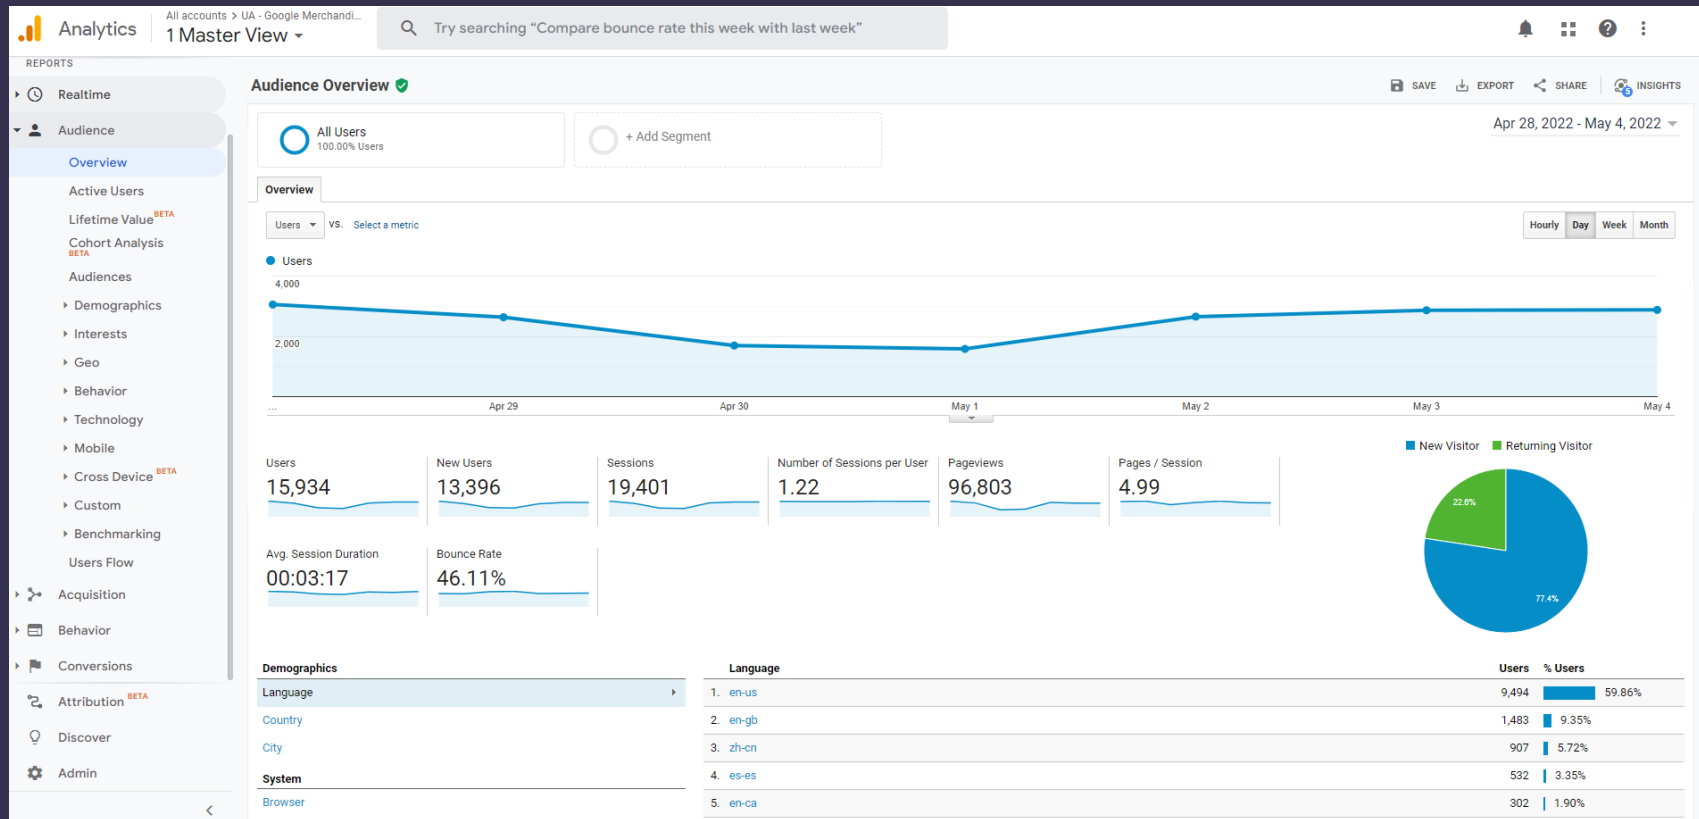 All accounts > UA - Google Merchandi...
Analytics
1 Master View
Try searching “Compare bounce rate this week with last week”
REPORTS
Realtime
Audience
Overview
Active Users
Lifetime Value BETA
Cohort Analysis
BETA
Audiences
Demographics
Interests
Geo
Behavior
Technology
Mobile
Cross Device BETA
Custom
Benchmarking
Users Flow
Acquisition
Behavior
Conversions
Attribution BETA
Discover
Admin
Audience Overview
SAVE EXPORT SHARE 5 INSIGHTS
All Users
100.00% Users
+ Add Segment
Apr 28, 2022 - May 4, 2022
Overview
Users vs. Select a metric
Hourly Day Week Month
Users
4,000
2,000
... Apr 29 Apr 30 May 1 May 2 May 3 May 4
New Visitor Returning Visitor
22.6%
77.4%
Users
15,934
New Users
13,396
Sessions
19,401
Number of Sessions per User
1.22
Pageviews
96,803
Pages / Session
4.99
Avg. Session Duration
00:03:17
Bounce Rate
46.11%
Demographics
Language
Country
City
System
Browser
Language Users % Users
1. en-us 9,494 59.86%
2. en-gb 1,483 9.35%
3. zh-cn 907 5.72%
4. es-es 532 3.35%
5. en-ca 302 1.90%